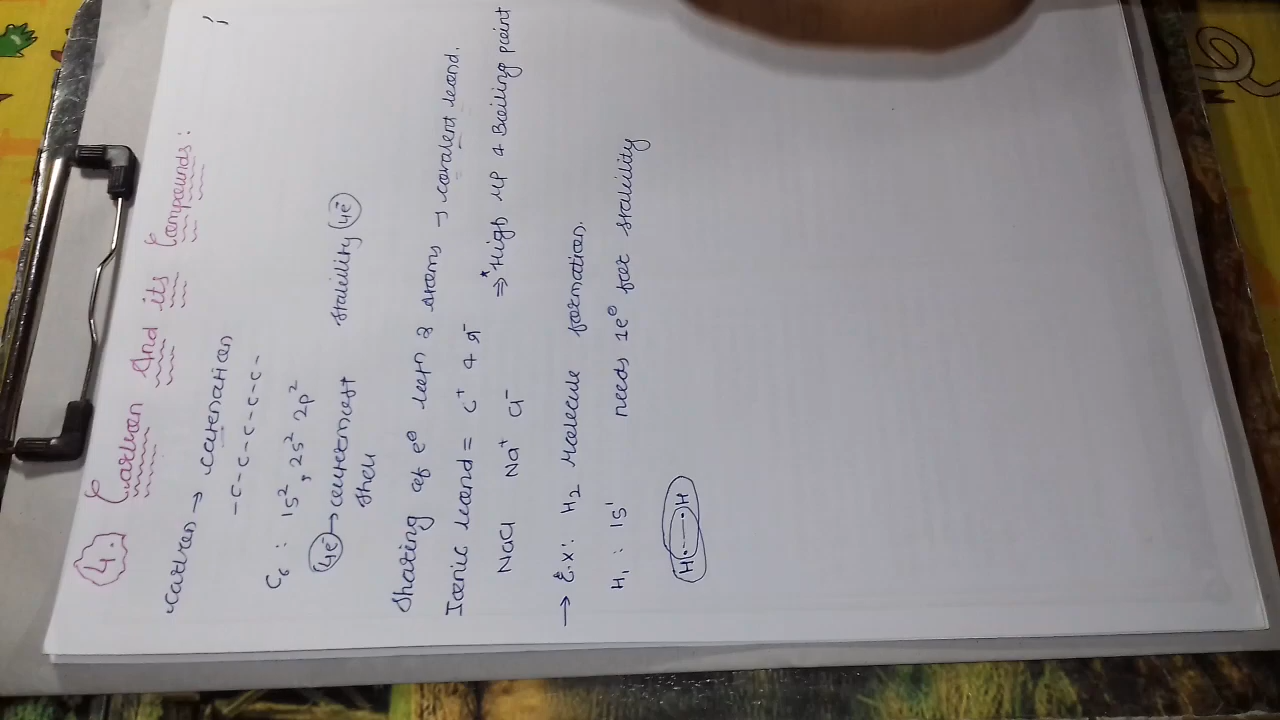 4. Carbon And its Compounds:
carbon → catenation
-C-C-C-C-C-C-
C₆ : 1s², 2s² 2p²
4e⁻ → outermost shell stability 4e⁻
Sharing of e⊖ betn 2 atoms → covalent bond.
Ionic bond = C⁺ & A⁻ ⇒ *High MP & Boiling point
NaCl Na⁺ Cl⁻
→ Ex: H₂ molecule formation.
H₁ : 1s¹ needs 1e⊖ for stability
H·—·H